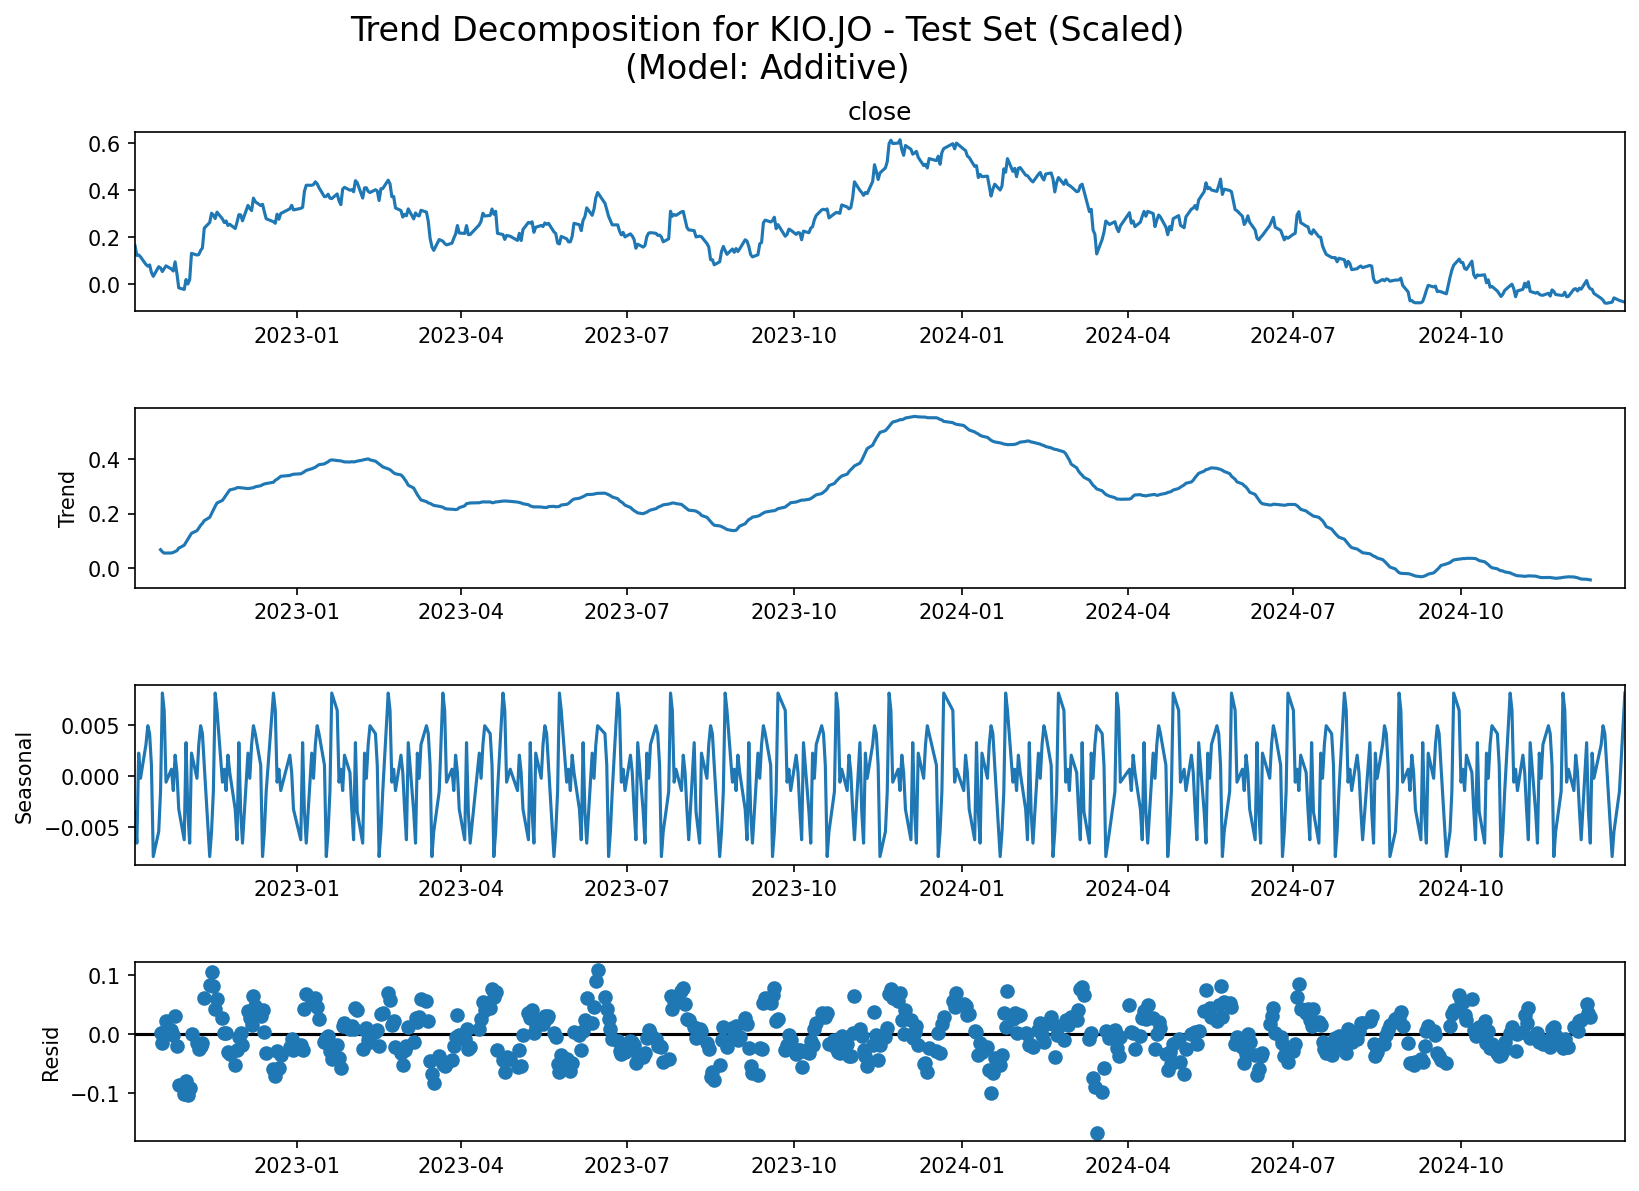 Trend Decomposition for KIO.JO - Test Set (Scaled)
(Model: Additive)
close
0.6
0.4
0.2
0.0
2023-01 2023-04 2023-07 2023-10 2024-01 2024-04 2024-07 2024-10
Trend
0.4
0.2
0.0
2023-01 2023-04 2023-07 2023-10 2024-01 2024-04 2024-07 2024-10
Seasonal
0.005
0.000
−0.005
2023-01 2023-04 2023-07 2023-10 2024-01 2024-04 2024-07 2024-10
Resid
0.1
0.0
−0.1
2023-01 2023-04 2023-07 2023-10 2024-01 2024-04 2024-07 2024-10